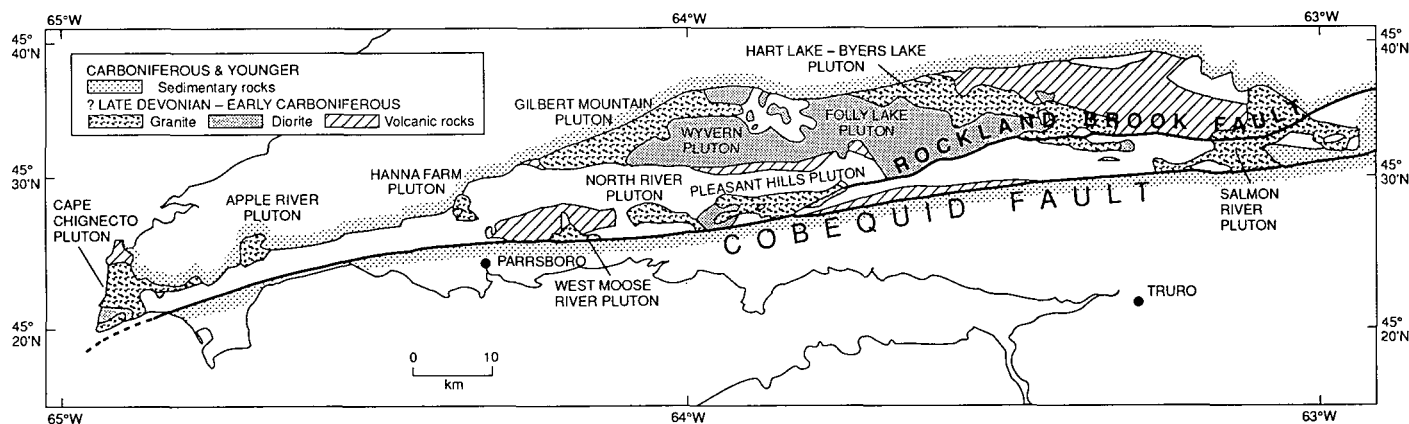 65°W
64°W
63°W
45°
40'N
45°
40'N
CARBONIFEROUS & YOUNGER
Sedimentary rocks
? LATE DEVONIAN – EARLY CARBONIFEROUS
Granite
Diorite
Volcanic rocks
HART LAKE – BYERS LAKE
PLUTON
GILBERT MOUNTAIN
PLUTON
WYVERN
PLUTON
FOLLY LAKE
PLUTON
ROCKLAND BROOK FAULT
45°
30'N
45°
30'N
HANNA FARM
PLUTON
NORTH RIVER
PLUTON
PLEASANT HILLS PLUTON
CAPE
CHIGNECTO
PLUTON
APPLE RIVER
PLUTON
SALMON
RIVER
PLUTON
COBEQUID FAULT
PARRSBORO
WEST MOOSE
RIVER PLUTON
TRURO
45°
20'N
45°
20'N
0 10
km
65°W
64°W
63°W